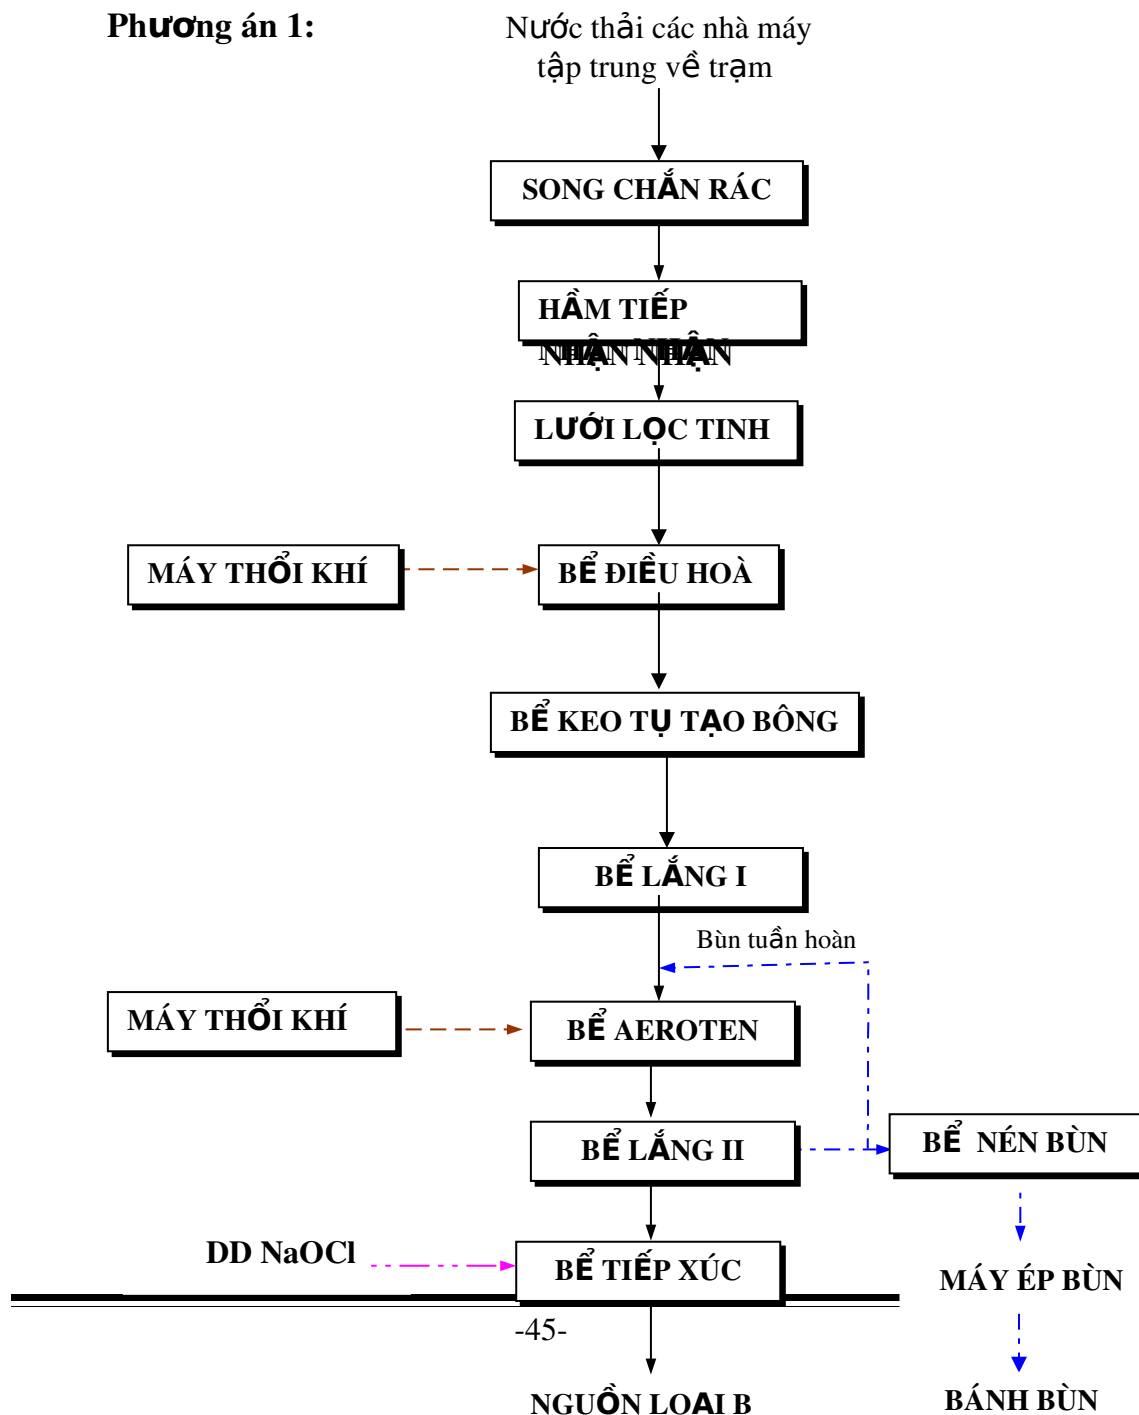 Phương án 1:
Nước thải các nhà máy
tập trung về trạm
SONG CHẮN RÁC
HẦM TIẾP
NHẬN NHẬN
LƯỚI LỌC TINH
MÁY THỔI KHÍ
BỂ ĐIỀU HOÀ
BỂ KEO TỤ TẠO BÔNG
BỂ LẮNG I
Bùn tuần hoàn
MÁY THỔI KHÍ
BỂ AEROTEN
BỂ LẮNG II
BỂ NÉN BÙN
DD NaOCl
BỂ TIẾP XÚC
MÁY ÉP BÙN
-45-
NGUỒN LOẠI B
BÁNH BÙN